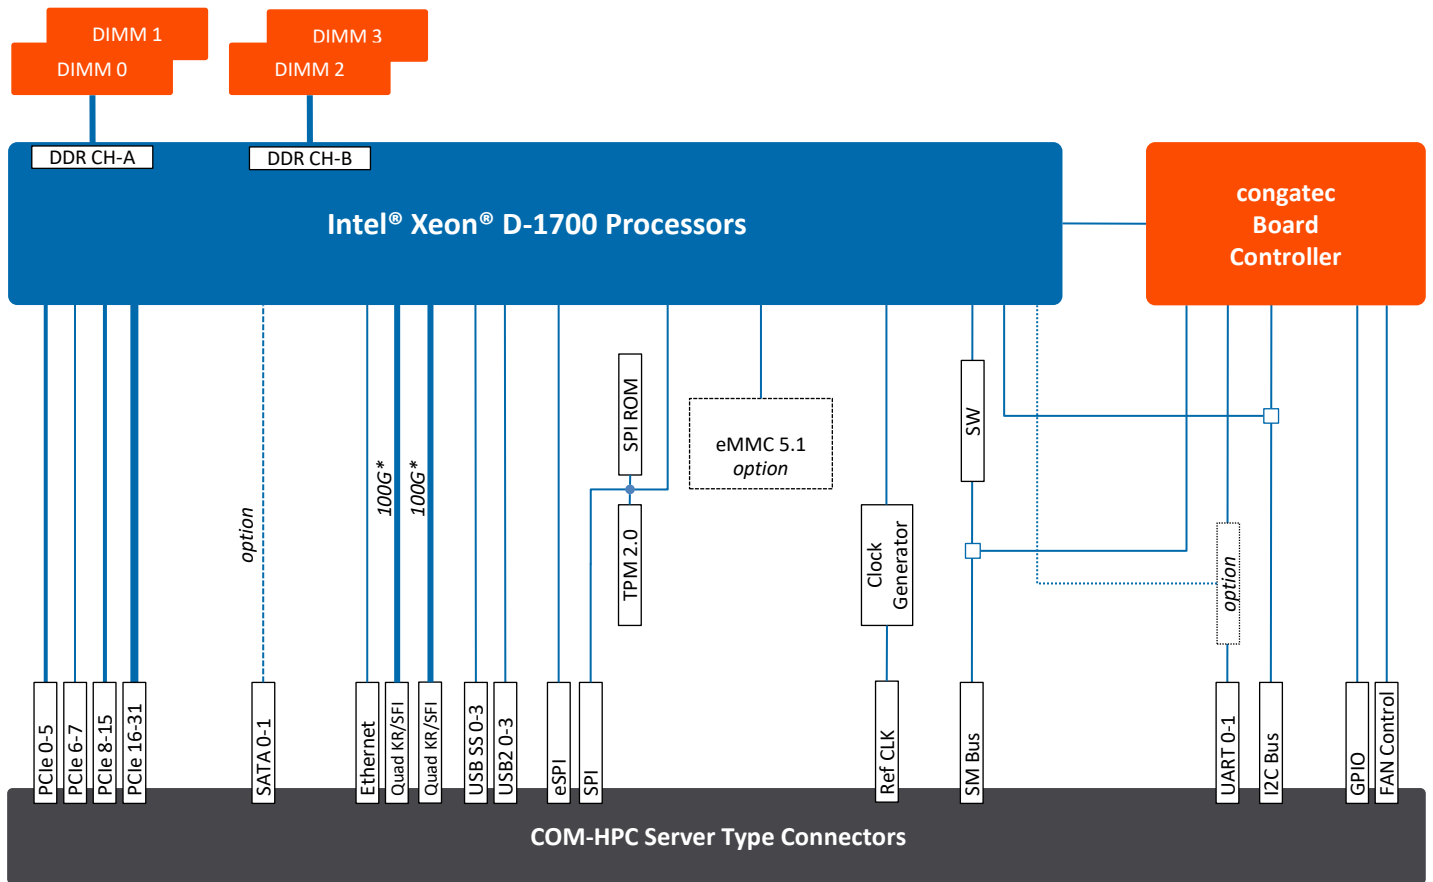 DIMM 1
DIMM 3
DIMM 0
DIMM 2
DDR CH-A
DDR CH-B
Intel® Xeon® D-1700 Processors
congatec
Board
Controller
SPI ROM
SW
eMMC 5.1
option
100G*
100G*
option
TPM 2.0
Clock
Generator
option
PCIe 0-5
PCIe 6-7
PCIe 8-15
PCIe 16-31
SATA 0-1
Ethernet
Quad KR/SFI
Quad KR/SFI
USB SS 0-3
USB2 0-3
eSPI
SPI
Ref CLK
SM Bus
UART 0-1
I2C Bus
GPIO
FAN Control
COM-HPC Server Type Connectors